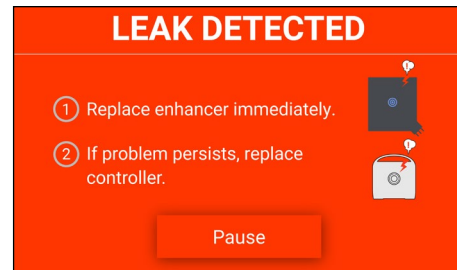 LEAK DETECTED
1 Replace enhancer immediately.
2 If problem persists, replace
controller.
Pause